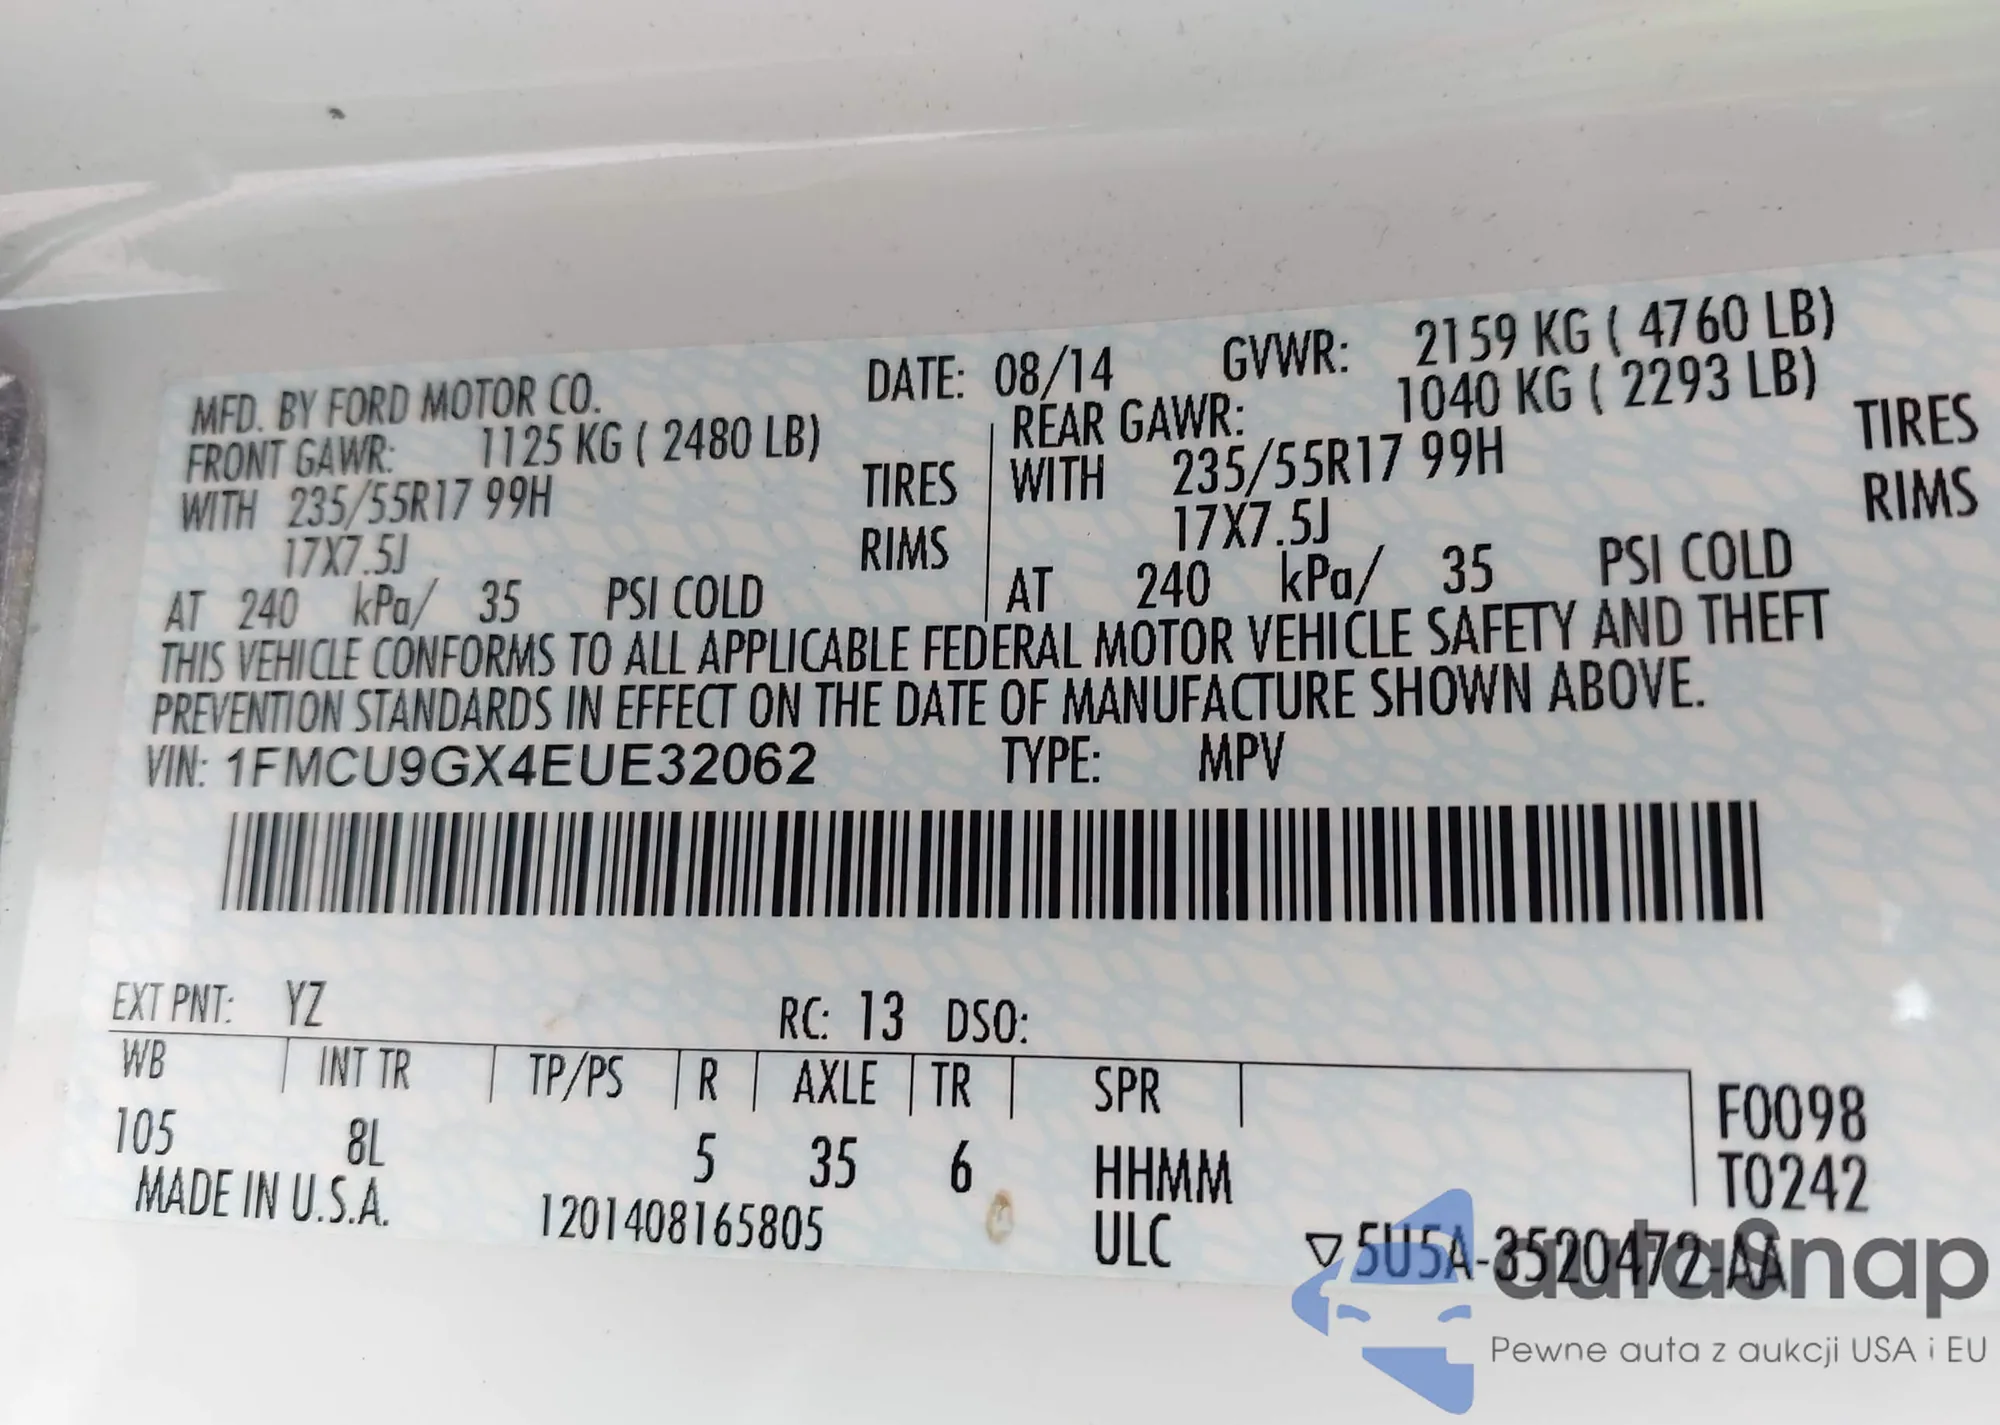 MFD. BY FORD MOTOR CO. DATE: 08/14 GVWR: 2159 KG ( 4760 LB)
FRONT GAWR: 1125 KG ( 2480 LB) REAR GAWR: 1040 KG ( 2293 LB)
WITH 235/55R17 99H TIRES WITH 235/55R17 99H TIRES
17X7.5J RIMS 17X7.5J RIMS
AT 240 kPa/ 35 PSI COLD AT 240 kPa/ 35 PSI COLD
THIS VEHICLE CONFORMS TO ALL APPLICABLE FEDERAL MOTOR VEHICLE SAFETY AND THEFT
PREVENTION STANDARDS IN EFFECT ON THE DATE OF MANUFACTURE SHOWN ABOVE.
VIN: 1FMCU9GX4EUE32062 TYPE: MPV
EXT PNT: YZ RC: 13 DSO:
WB INT TR TP/PS R AXLE TR SPR F0098
105 8L 5 35 6 HHMM T0242
MADE IN U.S.A. 1201408165805 ULC ▽5U5A-3520472-AA
autaSnap
Pewne auta z aukcji USA i EU